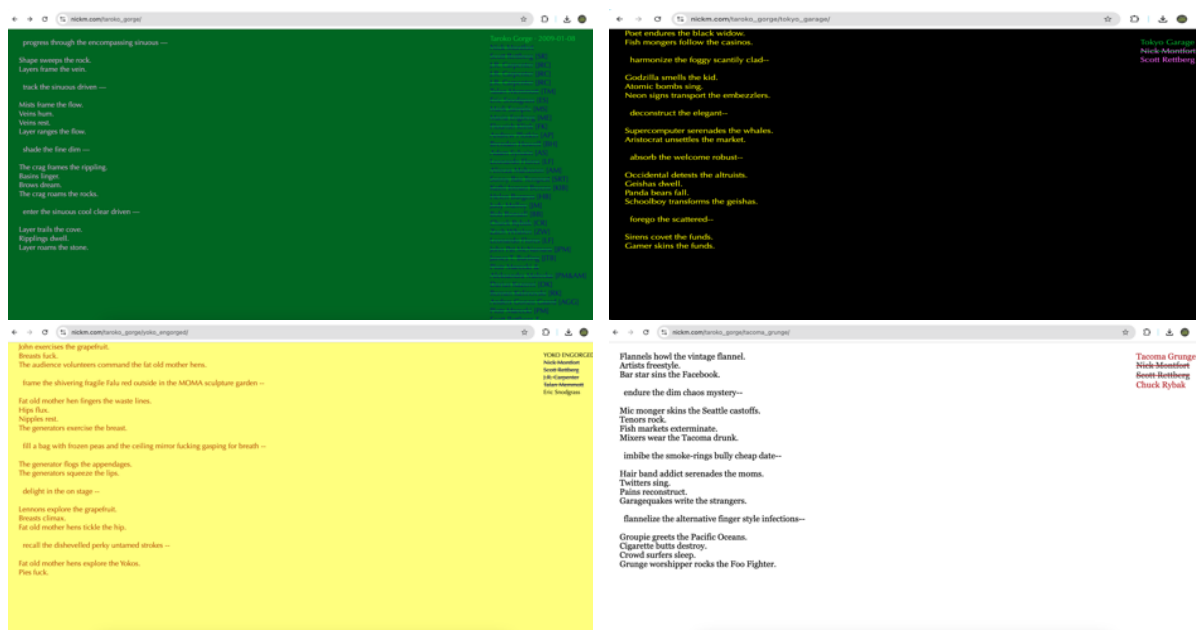 nickm.com/taroko_gorge/
progress through the encompassing sinuous —
Shape sweeps the rock.
Layers frame the vein.
track the sinuous driven —
Mists frame the flow.
Veins hum.
Veins rest.
Layer ranges the flow.
shade the fine dim —
The crag frames the rippling.
Basins linger.
Brows dream.
The crag roams the rocks.
enter the sinuous cool clear driven —
Layer trails the cove.
Ripplings dwell.
Layer roams the stone.
Taroko Gorge - 2009-01-08
nickm.com/taroko_gorge/tokyo_garage/
Poet endures the black widow.
Fish mongers follow the casinos.
harmonize the foggy scantily clad--
Godzilla smells the kid.
Atomic bombs sing.
Neon signs transport the embezzlers.
deconstruct the elegant--
Supercomputer serenades the whales.
Aristocrat unsettles the market.
absorb the welcome robust--
Occidental detests the altruists.
Geishas dwell.
Panda bears fall.
Schoolboy transforms the geishas.
forego the scattered--
Sirens covet the funds.
Gamer skins the funds.
Tokyo Garage
Nick Montfort
Scott Rettberg
nickm.com/taroko_gorge/yoko_engorged/
John exercises the grapefruit.
Breasts fuck.
The audience volunteers command the fat old mother hens.
frame the shivering fragile Falu red outside in the MOMA sculpture garden --
Fat old mother hen fingers the waste lines.
Hips flux.
Nipples rest.
The generators exercise the breast.
fill a bag with frozen peas and the ceiling mirror fucking gasping for breath --
The generator flogs the appendages.
The generators squeeze the lips.
delight in the on stage --
Lennons explore the grapefruit.
Breasts climax.
Fat old mother hens tickle the hip.
recall the dishevelled perky untamed strokes --
Fat old mother hens explore the Yokos.
Pies fuck.
YOKO ENGORGED
Nick Montfort
Scott Rettberg
J.R. Carpenter
Talan Memmott
Eric Snodgrass
nickm.com/taroko_gorge/tacoma_grunge/
Flannels howl the vintage flannel.
Artists freestyle.
Bar star sins the Facebook.
endure the dim chaos mystery--
Mic monger skins the Seattle castoffs.
Tenors rock.
Fish markets exterminate.
Mixers wear the Tacoma drunk.
imbibe the smoke-rings bully cheap date--
Hair band addict serenades the moms.
Twitters sing.
Pains reconstruct.
Garagequakes write the strangers.
flannelize the alternative finger style infections--
Groupie greets the Pacific Oceans.
Cigarette butts destroy.
Crowd surfers sleep.
Grunge worshipper rocks the Foo Fighter.
Tacoma Grunge
Nick Montfort
Scott Rettberg
Chuck Rybak